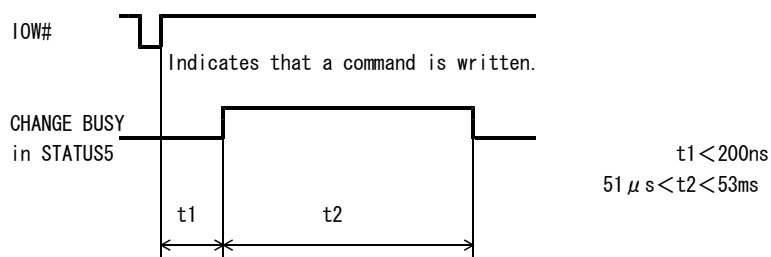 IOW#
Indicates that a command is written.
CHANGE BUSY
in STATUS5
t1<200ns
51μs<t2<53ms
t1
t2